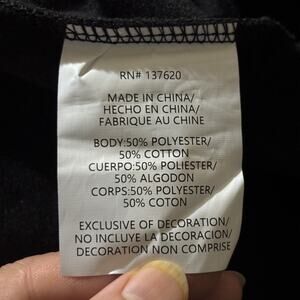 RN# 137620
MADE IN CHINA/
HECHO EN CHINA/
FABRIQUE AU CHINE
BODY:50% POLYESTER/
50% COTTON
CUERPO:50% POLIESTER/
50% ALGODON
CORPS:50% POLYESTER/
50% COTON
EXCLUSIVE OF DECORATION/
NO INCLUYE LA DECORACION/
DECORATION NON COMPRISE